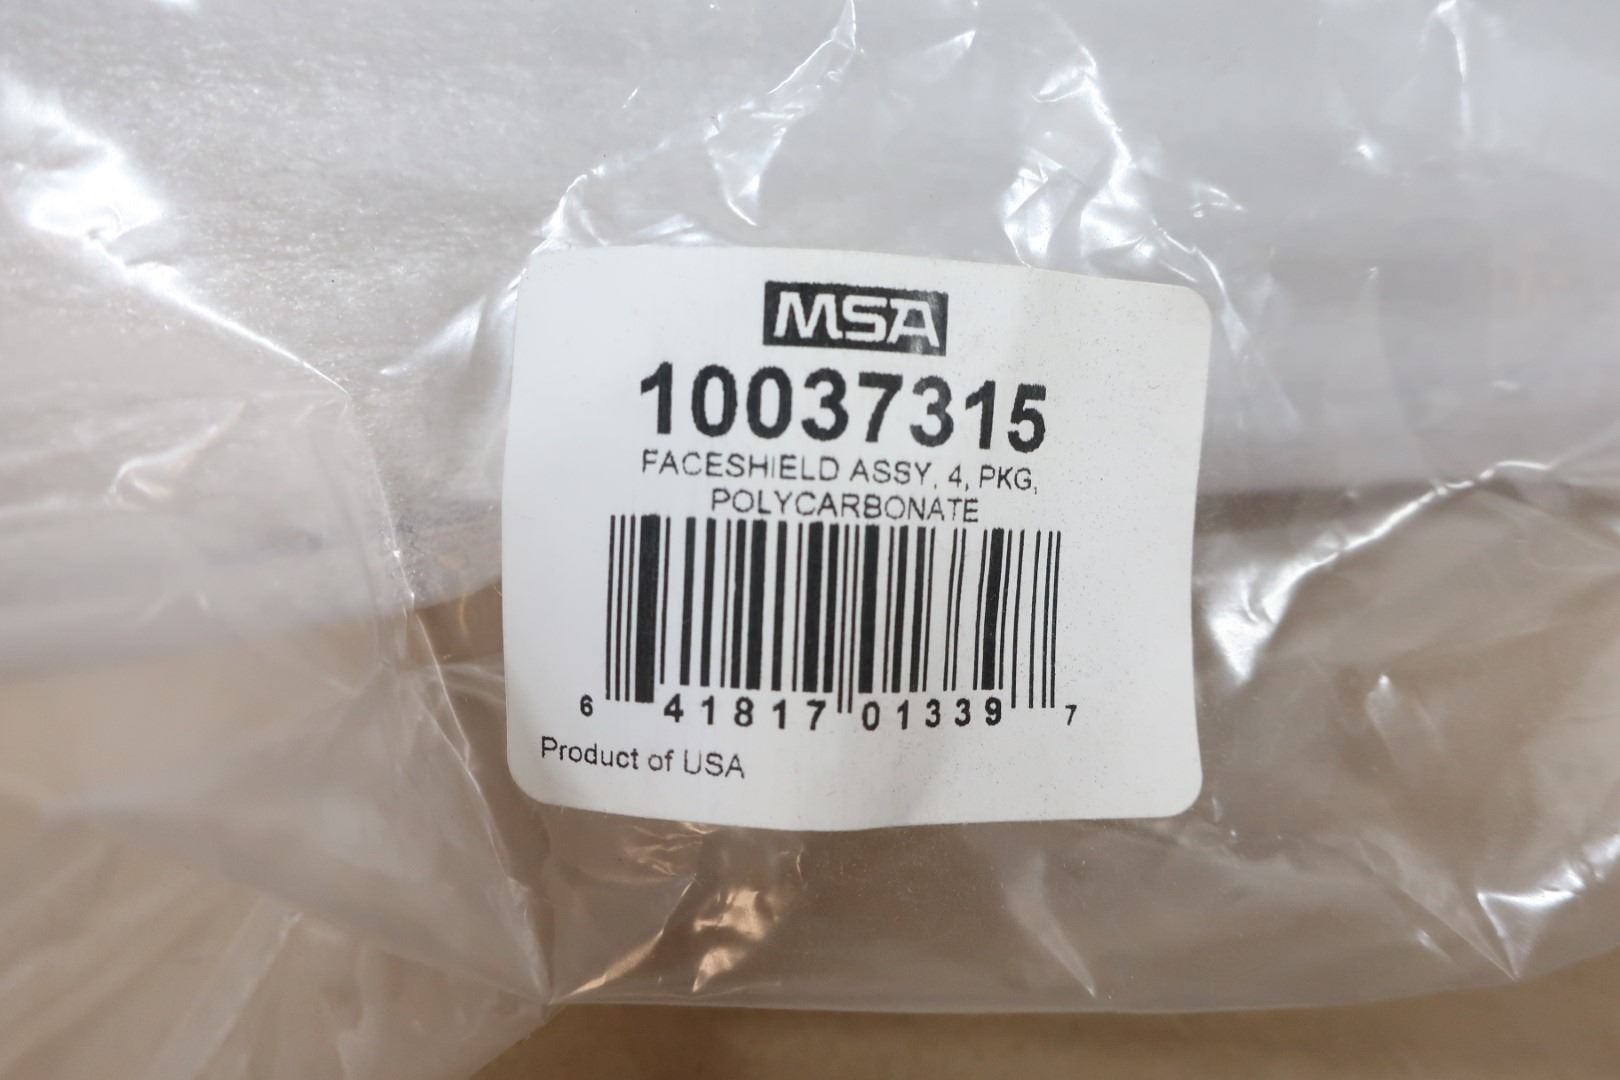 MSA
10037315
FACESHIELD ASSY, 4, PKG,
POLYCARBONATE
6 41817 01339 7
Product of USA